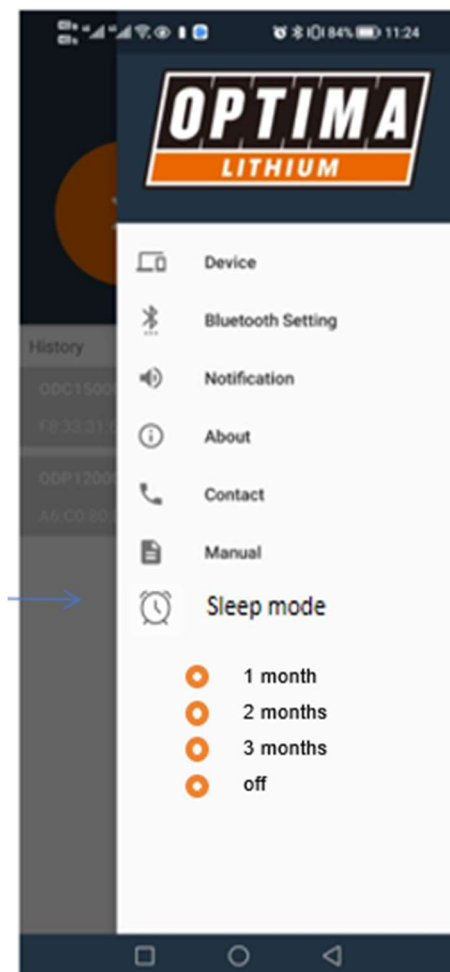 84% 11:24
OPTIMA
LITHIUM
Device
Bluetooth Setting
History
Notification
About
Contact
Manual
Sleep mode
1 month
2 months
3 months
off